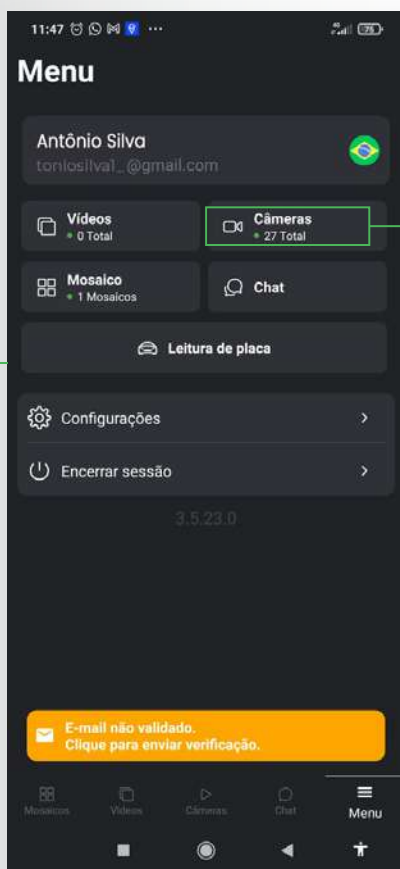 11:47
75
Menu
Antônio Silva
toniosilva1_@gmail.com
Vídeos
0 Total
Câmeras
27 Total
Mosaico
1 Mosaicos
Chat
Leitura de placa
Configurações
Encerrar sessão
3.5.23.0
E-mail não validado.
Clique para enviar verificação.
Mosaicos
Vídeos
Câmeras
Chat
Menu